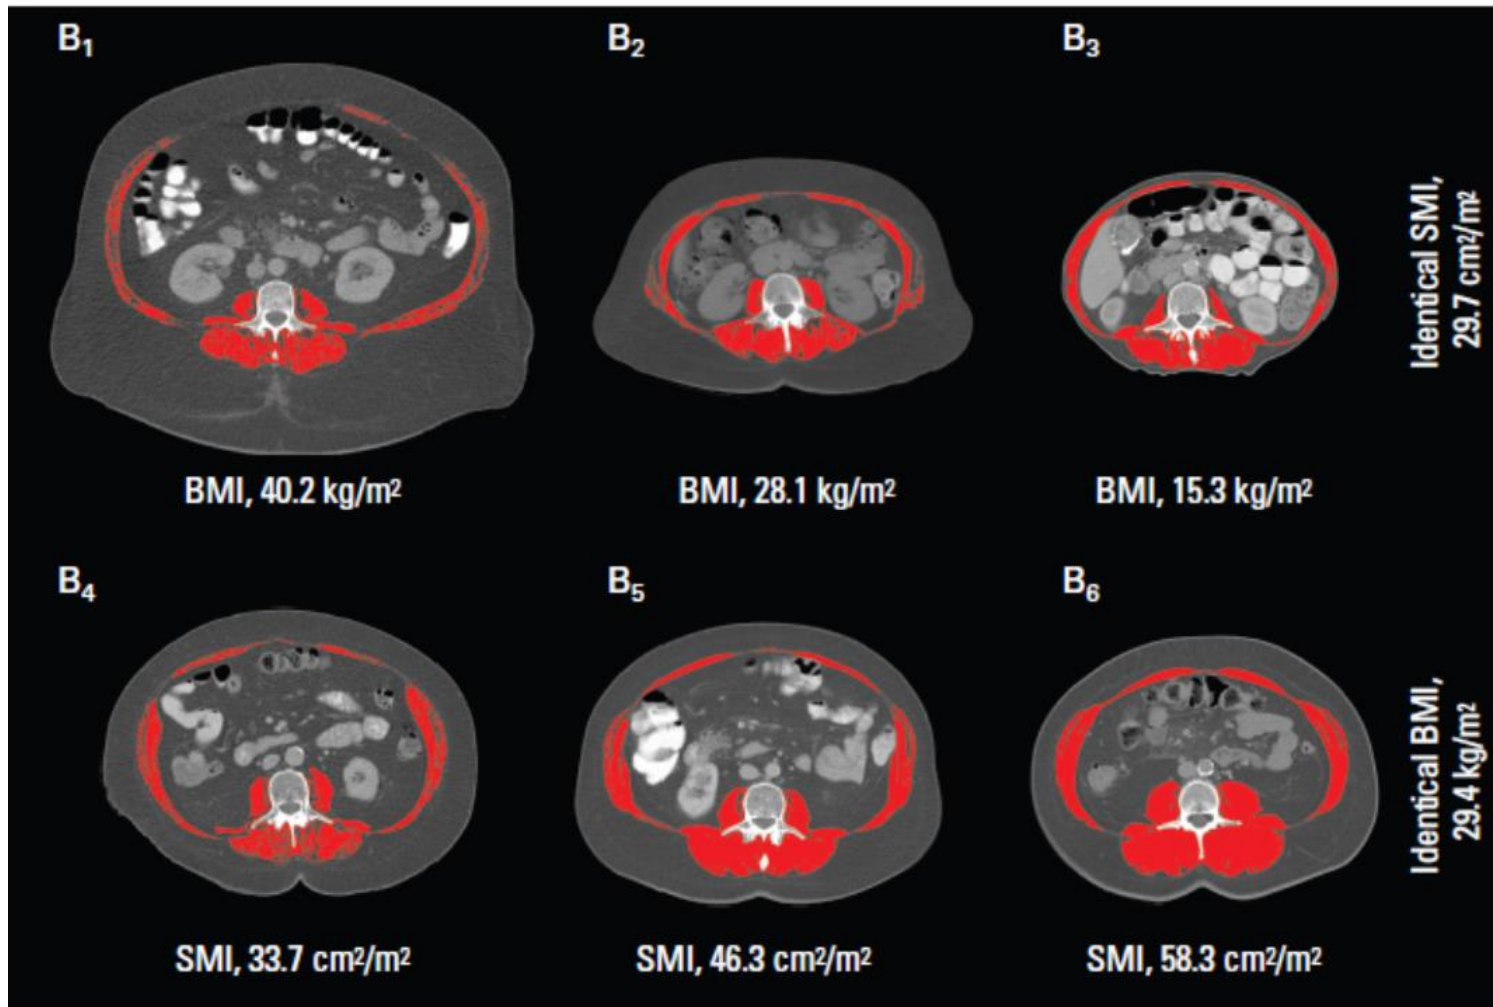 B₁
B₂
B₃
Identical SMI,
29.7 cm²/m²
BMI, 40.2 kg/m²
BMI, 28.1 kg/m²
BMI, 15.3 kg/m²
B₄
B₅
B₆
Identical BMI,
29.4 kg/m²
SMI, 33.7 cm²/m²
SMI, 46.3 cm²/m²
SMI, 58.3 cm²/m²